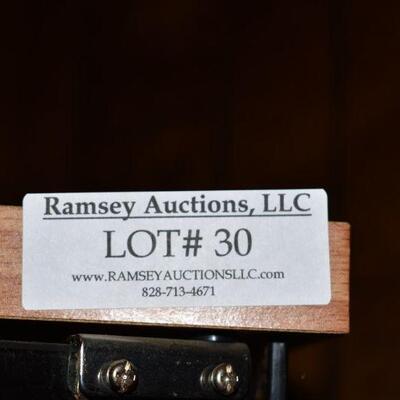 Ramsey Auctions, LLC
LOT# 30
www.RAMSEYAUCTIONSLLC.com
828-713-4671